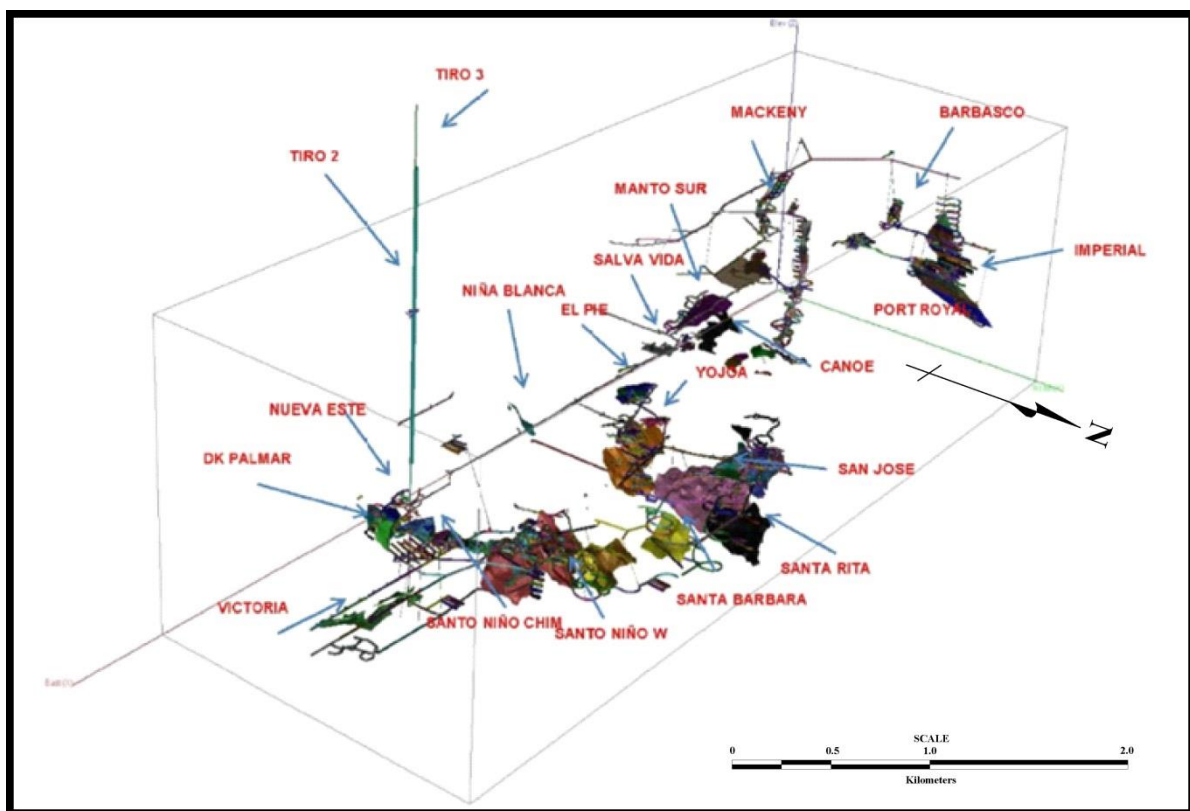 Elev (Z)
TIRO 3
MACKENY
BARBASCO
TIRO 2
MANTO SUR
IMPERIAL
SALVA VIDA
NIÑA BLANCA
EL PIE
PORT ROYAL
CANOE
YOJOA
N
NUEVA ESTE
DK PALMAR
SAN JOSE
SANTA RITA
SANTA BARBARA
VICTORIA
SANTO NIÑO CHIM
SANTO NIÑO W
East (X)
SCALE
0 0.5 1.0 2.0
Kilometers